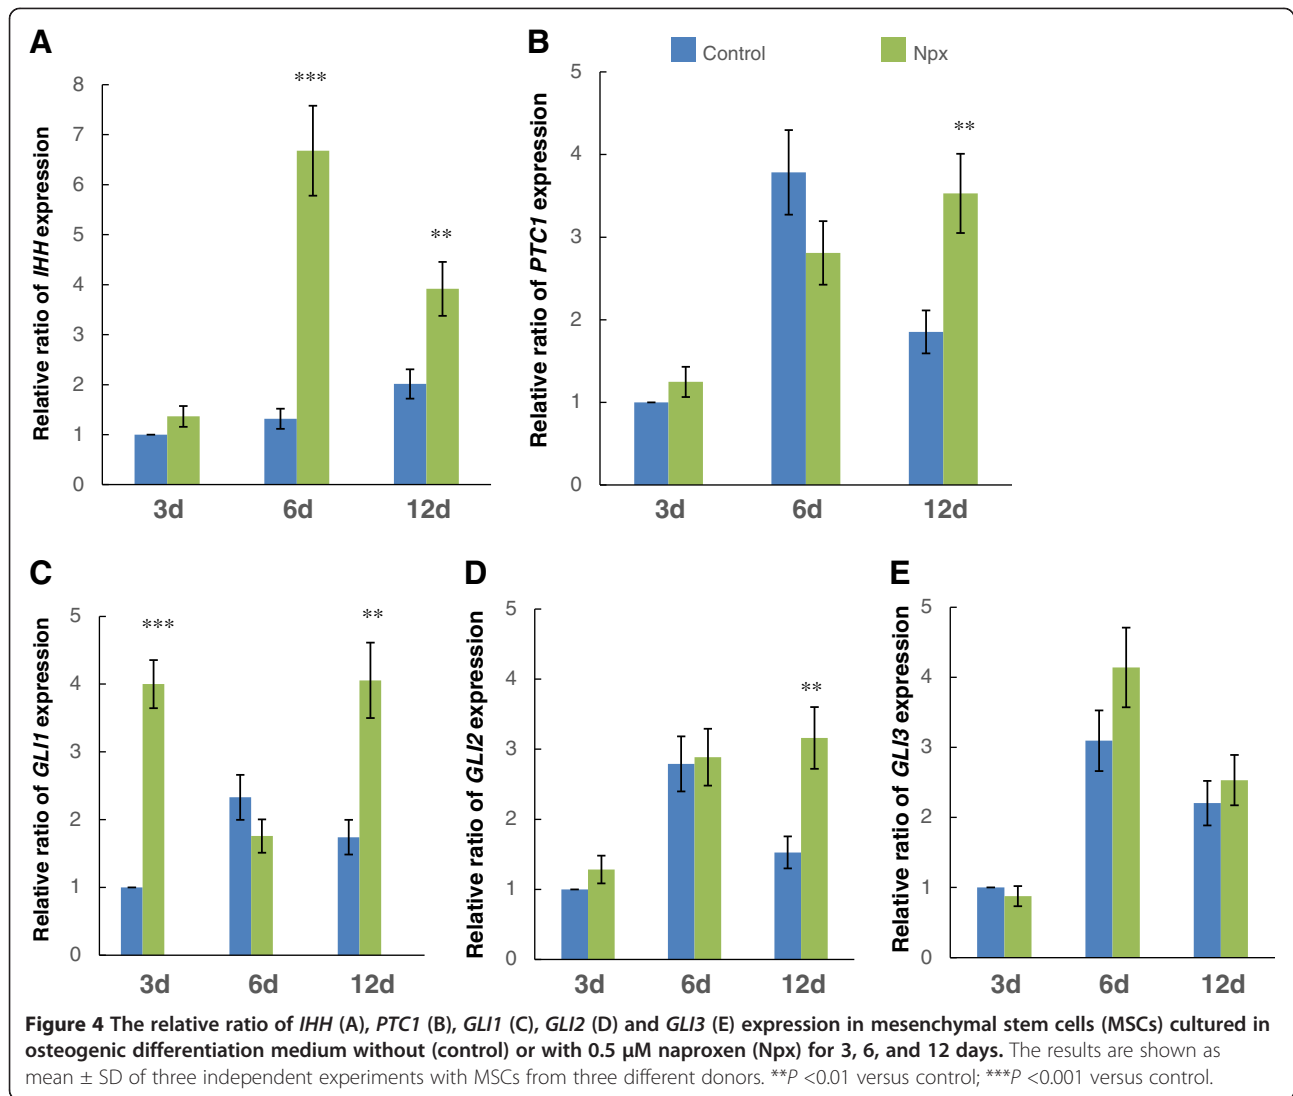 A
Relative ratio of IHH expression
8
7
6
5
4
3
2
1
0
***
**
3d 6d 12d
B
Control Npx
Relative ratio of PTC1 expression
5
4
3
2
1
0
**
3d 6d 12d
C
Relative ratio of GLI1 expression
5
4
3
2
1
0
***
**
3d 6d 12d
D
Relative ratio of GLI2 expression
5
4
3
2
1
0
**
3d 6d 12d
E
Relative ratio of GLI3 expression
5
4
3
2
1
0
3d 6d 12d
Figure 4 The relative ratio of IHH (A), PTC1 (B), GLI1 (C), GLI2 (D) and GLI3 (E) expression in mesenchymal stem cells (MSCs) cultured in
osteogenic differentiation medium without (control) or with 0.5 μM naproxen (Npx) for 3, 6, and 12 days. The results are shown as
mean ± SD of three independent experiments with MSCs from three different donors. **P <0.01 versus control; ***P <0.001 versus control.